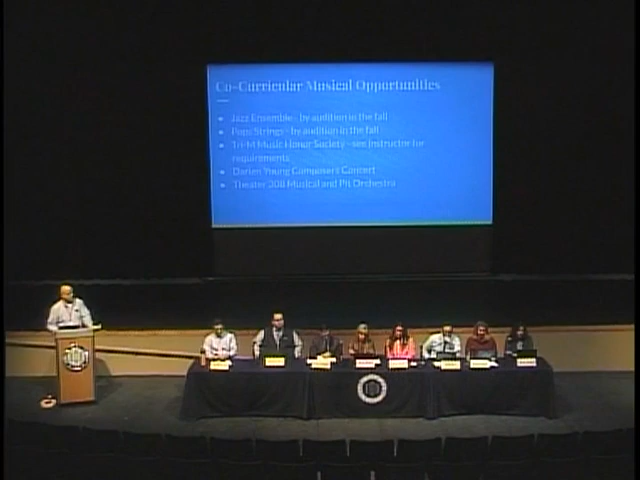 Co-Curricular Musical Opportunities
Jazz Ensemble - by audition in the fall
Pops Strings - by audition in the fall
Tri-M Music Honor Society - see instructor for
requirements
Darien Young Composers Concert
Theater 308 Musical and Pit Orchestra